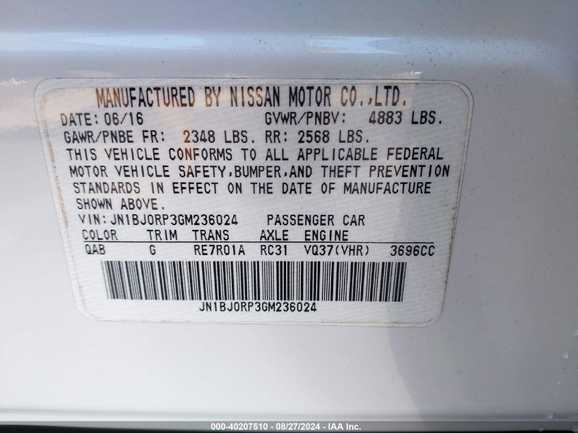 MANUFACTURED BY NISSAN MOTOR CO.,LTD.
DATE: 06/16 GVWR/PNBV: 4883 LBS.
GAWR/PNBE FR: 2348 LBS. RR: 2568 LBS.
THIS VEHICLE CONFORMS TO ALL APPLICABLE FEDERAL
MOTOR VEHICLE SAFETY,BUMPER,AND THEFT PREVENTION
STANDARDS IN EFFECT ON THE DATE OF MANUFACTURE
SHOWN ABOVE.
VIN: JN1BJ0RP3GM236024 PASSENGER CAR
COLOR TRIM TRANS AXLE ENGINE
QAB G RE7R01A RC31 VQ37(VHR) 3696CC
JN1BJ0RP3GM236024
000-40207510 - 08/27/2024 - IAA Inc.